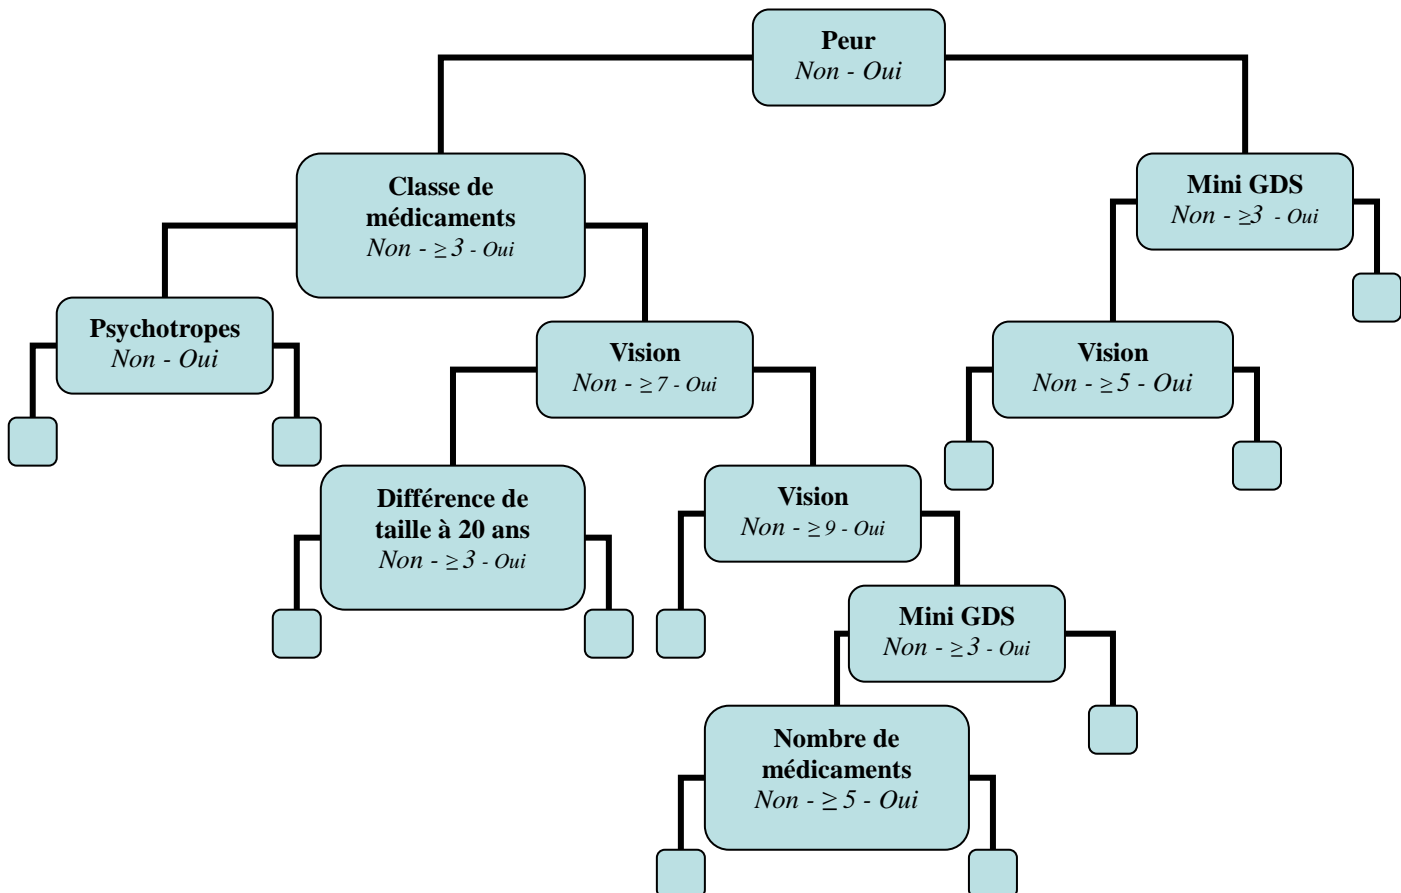 Peur
Non - Oui
Classe de
médicaments
Non - ≥ 3 - Oui
Mini GDS
Non - ≥3 - Oui
Psychotropes
Non - Oui
Vision
Non - ≥ 7 - Oui
Vision
Non - ≥ 5 - Oui
Différence de
taille à 20 ans
Non - ≥ 3 - Oui
Vision
Non - ≥ 9 - Oui
Mini GDS
Non - ≥ 3 - Oui
Nombre de
médicaments
Non - ≥ 5 - Oui